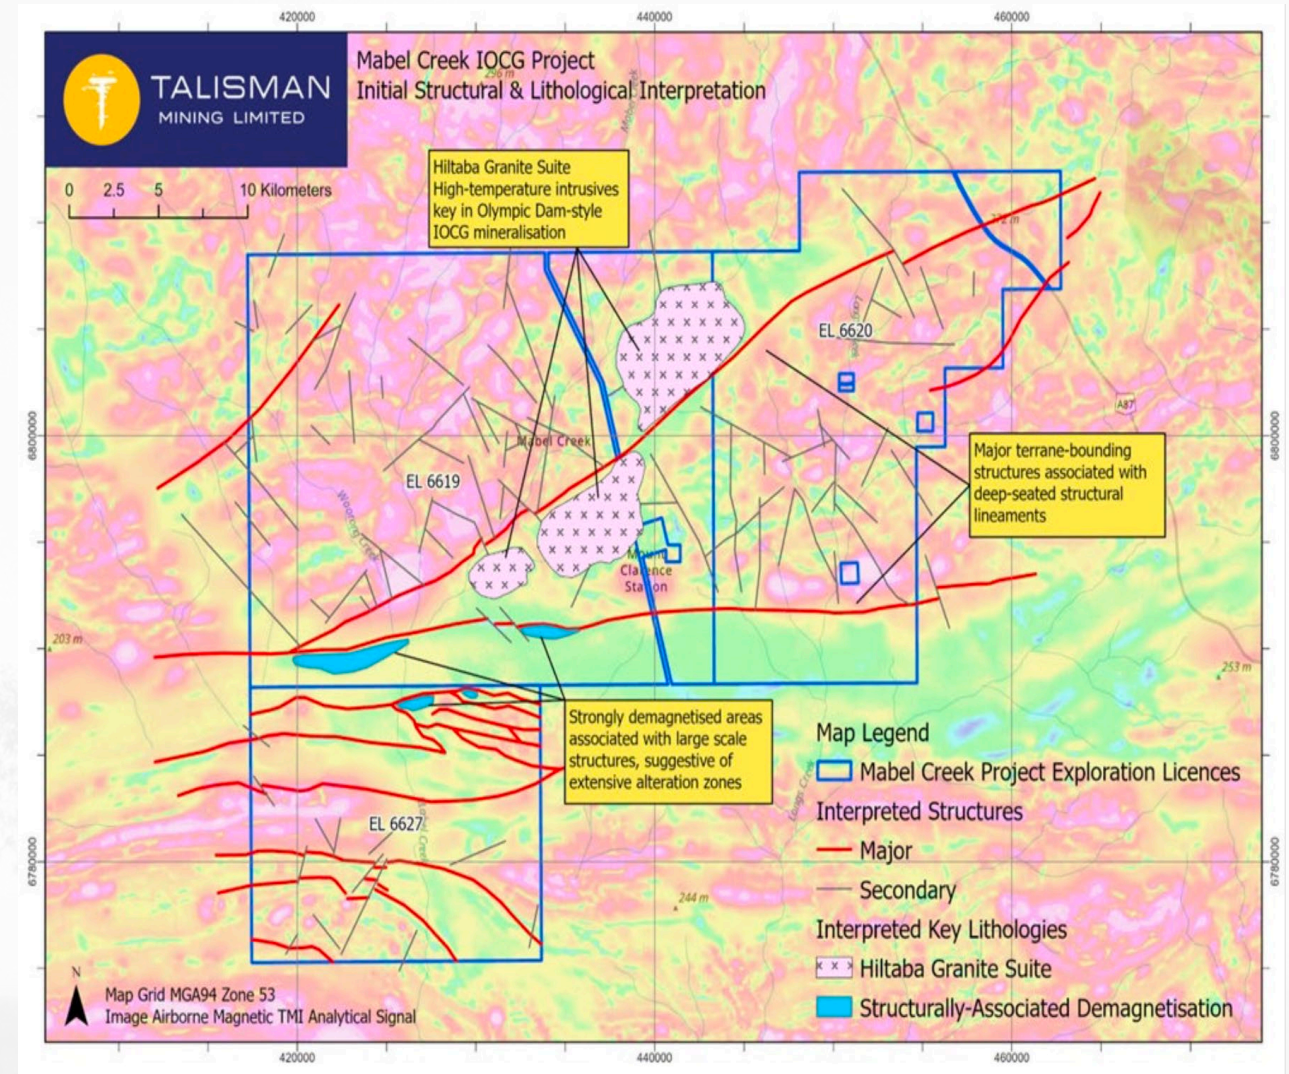 420000
440000
460000
TALISMAN
MINING LIMITED
Mabel Creek IOCG Project
296 m
Initial Structural & Lithological Interpretation
0 2.5 5 10 Kilometers
Hiltaba Granite Suite
High-temperature intrusives
key in Olympic Dam-style
IOCG mineralisation
272 m
EL 6620
A87
6800000
6800000
Mabel Creek
EL 6619
Major terrane-bounding
structures associated with
deep-seated structural
lineaments
Woorong Creek
Mount
Clarence
Station
203 m
253 m
Strongly demagnetised areas
associated with large scale
structures, suggestive of
extensive alteration zones
EL 6627
6780000
6780000
244 m
Map Legend
Mabel Creek Project Exploration Licences
Interpreted Structures
Major
Secondary
Interpreted Key Lithologies
Hiltaba Granite Suite
Structurally-Associated Demagnetisation
N
Map Grid MGA94 Zone 53
Image Airborne Magnetic TMI Analytical Signal
420000
440000
460000